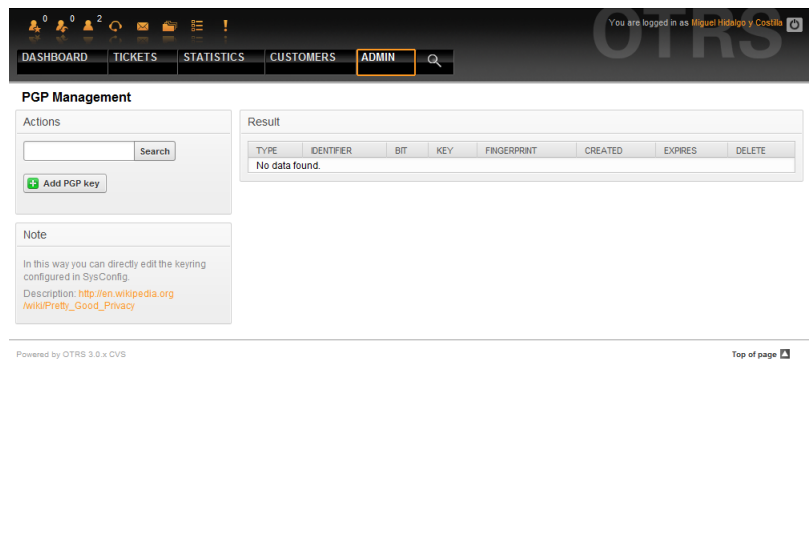 0 0 2
OTRS
You are logged in as Miguel Hidalgo y Costilla
DASHBOARD TICKETS STATISTICS CUSTOMERS ADMIN
PGP Management
Actions
Search
Add PGP key
Note
In this way you can directly edit the keyring
configured in SysConfig.
Description: http://en.wikipedia.org
/wiki/Pretty_Good_Privacy
Result
TYPE IDENTIFIER BIT KEY FINGERPRINT CREATED EXPIRES DELETE
No data found.
Powered by OTRS 3.0.x CVS
Top of page